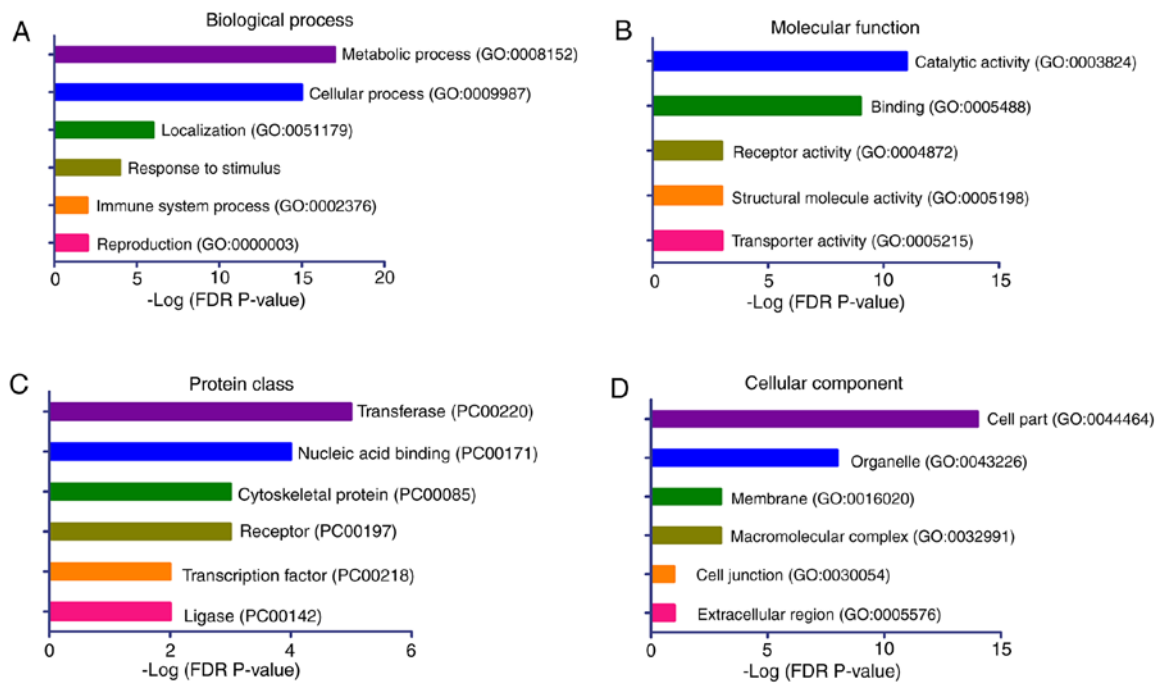 A
Biological process
Metabolic process (GO:0008152)
Cellular process (GO:0009987)
Localization (GO:0051179)
Response to stimulus
Immune system process (GO:0002376)
Reproduction (GO:0000003)
0 5 10 15 20
-Log (FDR P-value)
B
Molecular function
Catalytic activity (GO:0003824)
Binding (GO:0005488)
Receptor activity (GO:0004872)
Structural molecule activity (GO:0005198)
Transporter activity (GO:0005215)
0 5 10 15
-Log (FDR P-value)
C
Protein class
Transferase (PC00220)
Nucleic acid binding (PC00171)
Cytoskeletal protein (PC00085)
Receptor (PC00197)
Transcription factor (PC00218)
Ligase (PC00142)
0 2 4 6
-Log (FDR P-value)
D
Cellular component
Cell part (GO:0044464)
Organelle (GO:0043226)
Membrane (GO:0016020)
Macromolecular complex (GO:0032991)
Cell junction (GO:0030054)
Extracellular region (GO:0005576)
0 5 10 15
-Log (FDR P-value)